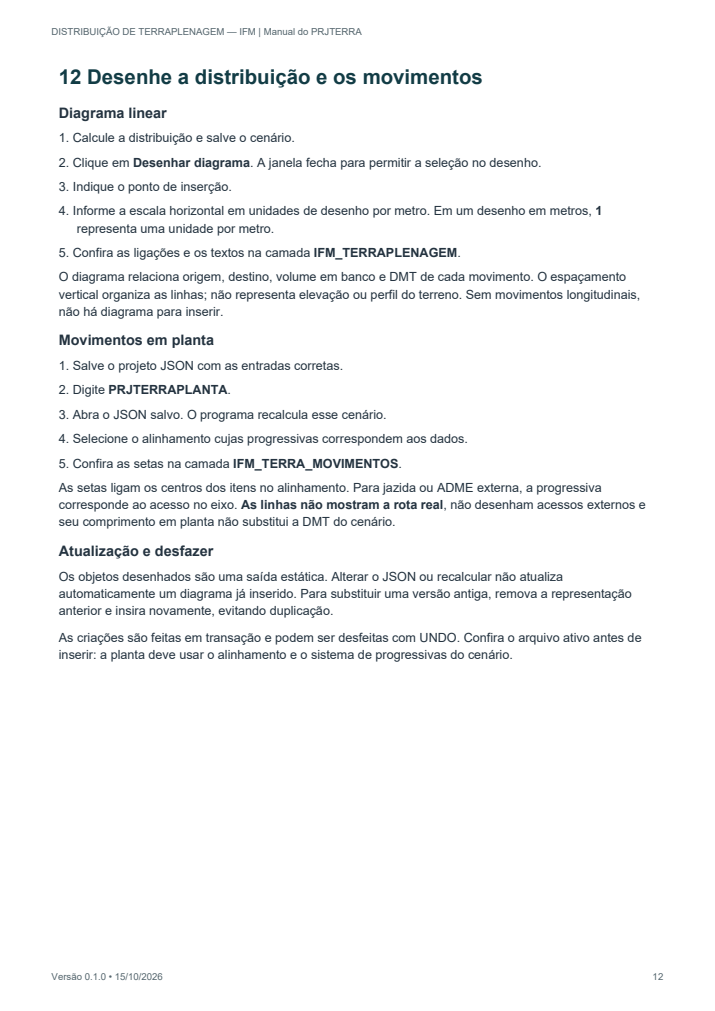 DISTRIBUIÇÃO DE TERRAPLENAGEM — IFM | Manual do PRJTERRA
12 Desenhe a distribuição e os movimentos
Diagrama linear
1. Calcule a distribuição e salve o cenário.
2. Clique em Desenhar diagrama. A janela fecha para permitir a seleção no desenho.
3. Indique o ponto de inserção.
4. Informe a escala horizontal em unidades de desenho por metro. Em um desenho em metros, 1
representa uma unidade por metro.
5. Confira as ligações e os textos na camada IFM_TERRAPLENAGEM.
O diagrama relaciona origem, destino, volume em banco e DMT de cada movimento. O espaçamento
vertical organiza as linhas; não representa elevação ou perfil do terreno. Sem movimentos longitudinais,
não há diagrama para inserir.
Movimentos em planta
1. Salve o projeto JSON com as entradas corretas.
2. Digite PRJTERRAPLANTA.
3. Abra o JSON salvo. O programa recalcula esse cenário.
4. Selecione o alinhamento cujas progressivas correspondem aos dados.
5. Confira as setas na camada IFM_TERRA_MOVIMENTOS.
As setas ligam os centros dos itens no alinhamento. Para jazida ou ADME externa, a progressiva
corresponde ao acesso no eixo. As linhas não mostram a rota real, não desenham acessos externos e
seu comprimento em planta não substitui a DMT do cenário.
Atualização e desfazer
Os objetos desenhados são uma saída estática. Alterar o JSON ou recalcular não atualiza
automaticamente um diagrama já inserido. Para substituir uma versão antiga, remova a representação
anterior e insira novamente, evitando duplicação.
As criações são feitas em transação e podem ser desfeitas com UNDO. Confira o arquivo ativo antes de
inserir: a planta deve usar o alinhamento e o sistema de progressivas do cenário.
Versão 0.1.0 • 15/10/2026
12